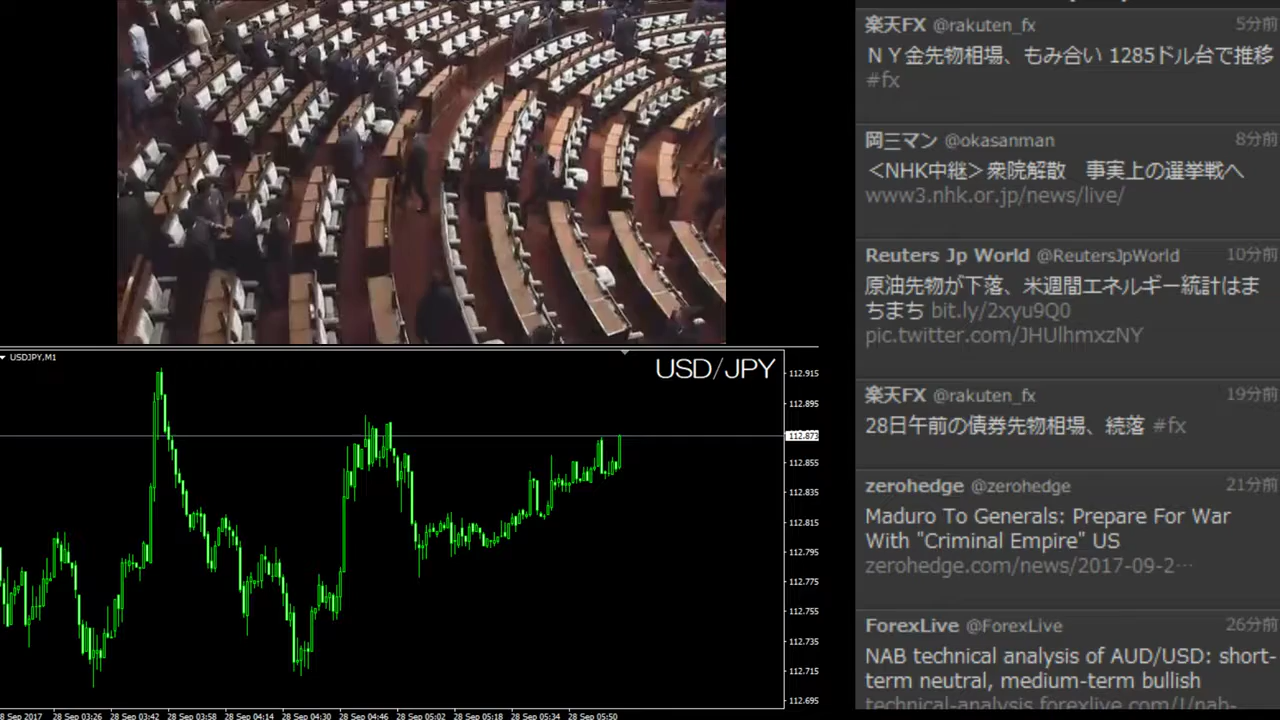 楽天FX @rakuten_fx 5分前
ＮＹ金先物相場、もみ合い 1285ドル台で推移
#fx
岡三マン @okasanman 8分前
＜NHK中継＞衆院解散　事実上の選挙戦へ
www3.nhk.or.jp/news/live/
Reuters Jp World @ReutersJpWorld 10分前
原油先物が下落、米週間エネルギー統計はま
ちまち bit.ly/2xyu9Q0
pic.twitter.com/JHUlhmxzNY
楽天FX @rakuten_fx 19分前
28日午前の債券先物相場、続落 #fx
zerohedge @zerohedge 21分前
Maduro To Generals: Prepare For War
With "Criminal Empire" US
zerohedge.com/news/2017-09-2…
ForexLive @ForexLive 26分前
NAB technical analysis of AUD/USD: short-
term neutral, medium-term bullish
technical-analysis.forexlive.com/!/nab-
USDJPY,M1
USD/JPY
112.915
112.895
112.873
112.855
112.835
112.815
112.795
112.775
112.755
112.735
112.715
112.695
8 Sep 2017 28 Sep 03:26 28 Sep 03:42 28 Sep 03:58 28 Sep 04:14 28 Sep 04:30 28 Sep 04:46 28 Sep 05:02 28 Sep 05:18 28 Sep 05:34 28 Sep 05:50